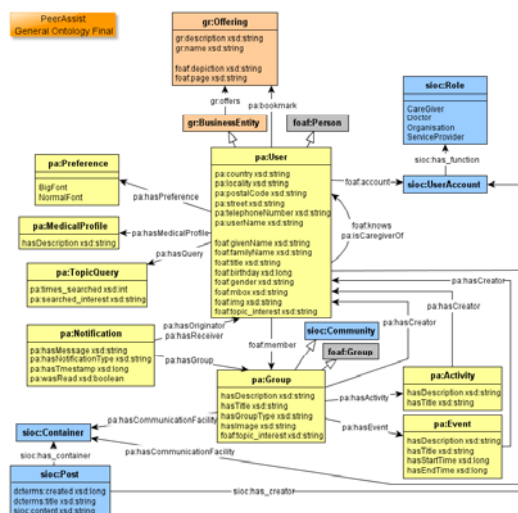 PeerAssist
General Ontology Final
gr:Offering
gr:description xsd:string
gr:name xsd:string
foaf:depiction xsd:string
foaf:page xsd:string
gr:offers
pa:bookmark
gr:BusinessEntity
foaf:Person
sioc:Role
CareGiver
Doctor
Organisation
ServiceProvider
sioc:has_function
sioc:UserAccount
foaf:account
pa:User
pa:country xsd:string
pa:locality xsd:string
pa:postalCode xsd:string
pa:street xsd:string
pa:telephoneNumber xsd:string
pa:userName xsd:string
foaf:givenName xsd:string
foaf:familyName xsd:string
foaf:title xsd:string
foaf:birthday xsd:long
foaf:gender xsd:string
foaf:mbox xsd:string
foaf:img xsd:string
foaf:topic_interest xsd:string
foaf:knows
pa:isCaregiverOf
pa:Preference
BigFont
NormalFont
pa:hasPreference
pa:MedicalProfile
hasDescription xsd:string
pa:hasMedicalProfile
pa:hasQuery
pa:TopicQuery
pa:times_searched xsd:int
pa:searched_interest xsd:string
pa:Notification
pa:hasMessage xsd:string
pa:hasNotificationType xsd:string
pa:hasTmestamp xsd:long
pa:wasRead xsd:boolean
pa:hasOriginator
pa:hasReceiver
pa:hasGroup
foaf:member
sioc:Community
foaf:Group
pa:hasCreator
pa:hasCreator
pa:hasCreator
pa:Group
hasDescription xsd:string
hasTitle xsd:string
hasGroupType xsd:string
hasImage xsd:string
foaf:topic_interest xsd:string
pa:hasActivity
pa:hasEvent
pa:Activity
hasDescription xsd:string
hasTitle xsd:string
pa:Event
hasDescription xsd:string
hasTitle xsd:string
hasStartTime xsd:long
hasEndTime xsd:long
pa:hasCommunicationFacility
sioc:Container
pa:hasCommunicationFacility
sioc:has_container
sioc:Post
dcterms:created xsd:long
dcterms:title xsd:string
sioc:content xsd:string
sioc:has_creator